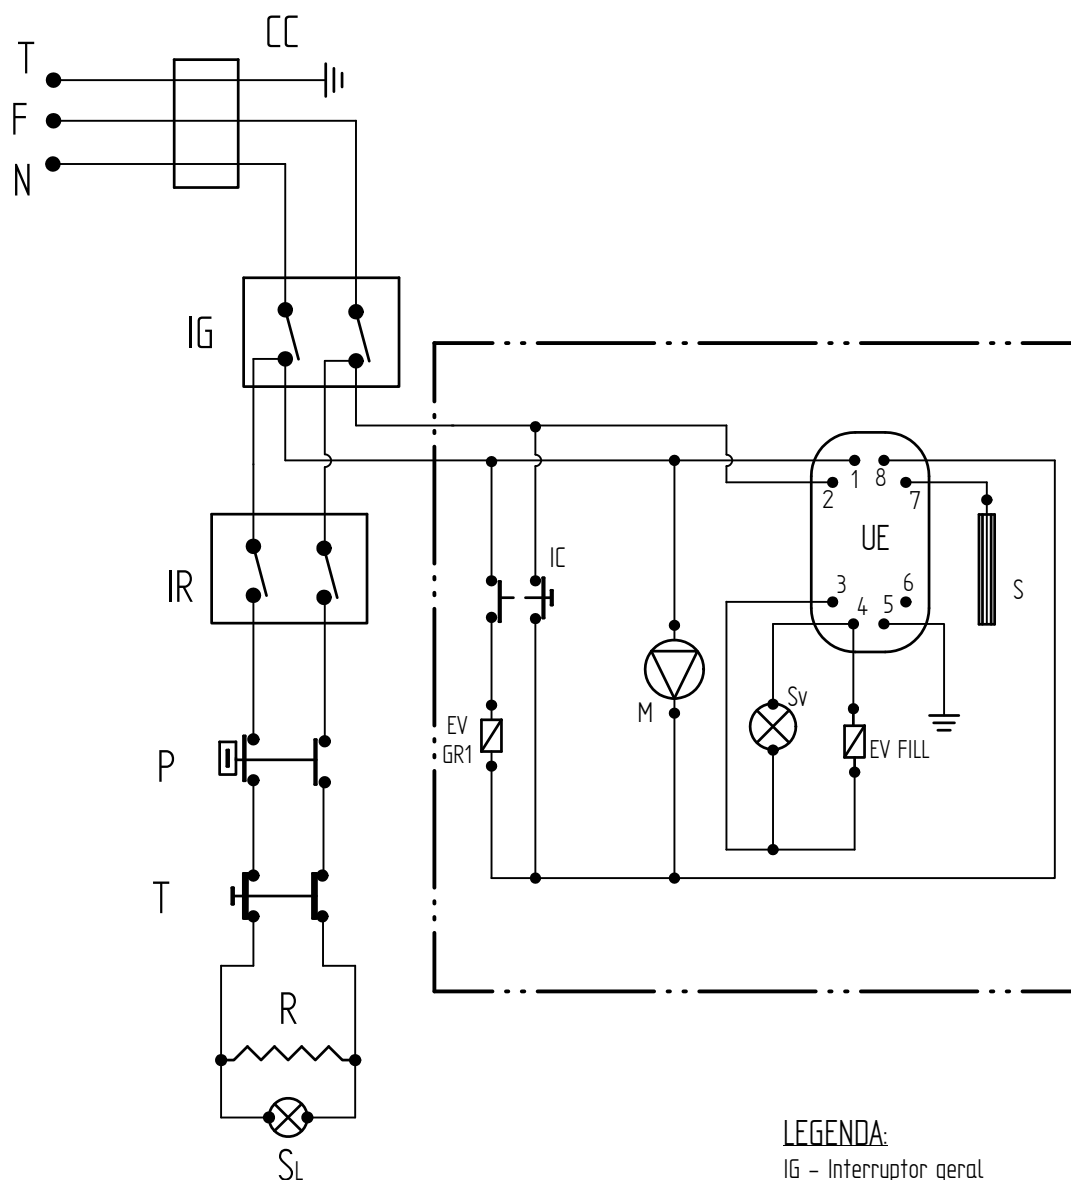 CC
T
F
N
IG
IR
IC
1
8
2
7
UE
3
6
4
5
S
Sv
M
EV
GR1
EV FILL
P
T
R
SL
LEGENDA:
IG - Interruptor geral